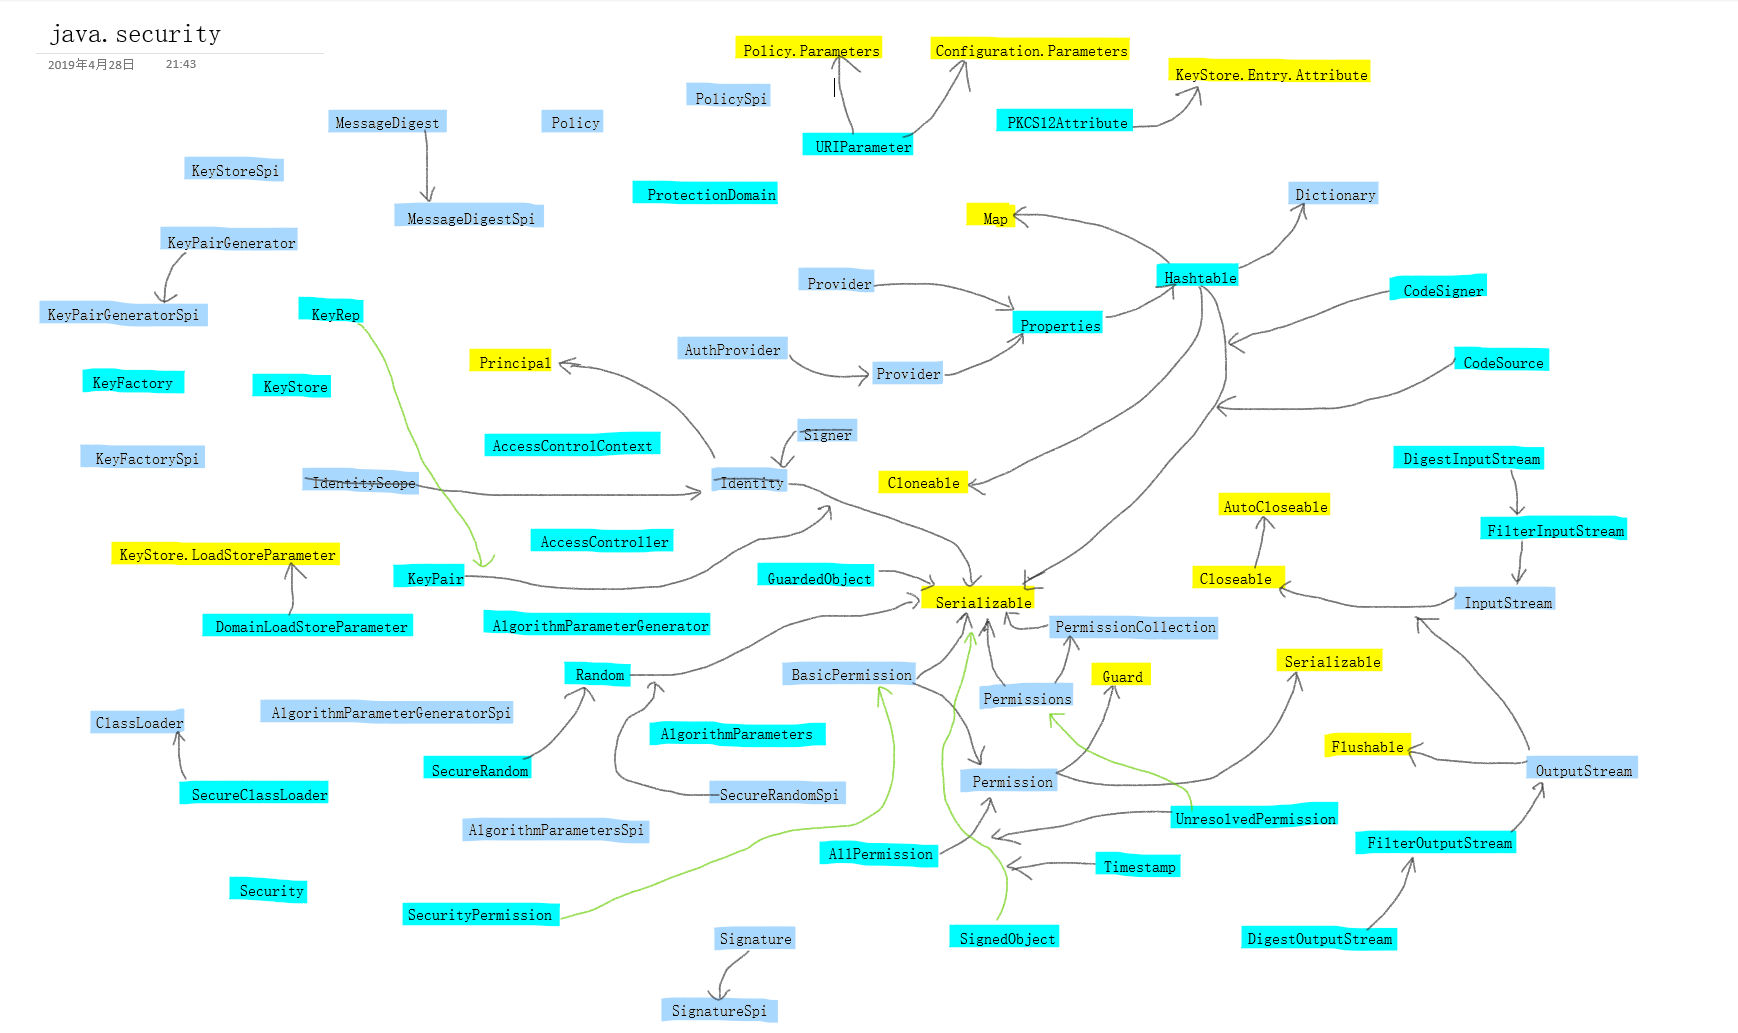 java.security
2019年4月28日 21:43
Policy.Parameters
Configuration.Parameters
KeyStore.Entry.Attribute
PolicySpi
MessageDigest
Policy
PKCS12Attribute
URIParameter
KeyStoreSpi
ProtectionDomain
Dictionary
MessageDigestSpi
Map
KeyPairGenerator
Provider
Hashtable
CodeSigner
KeyPairGeneratorSpi
KeyRep
Properties
Principal
AuthProvider
CodeSource
KeyFactory
KeyStore
Provider
Signer
AccessControlContext
KeyFactorySpi
DigestInputStream
IdentityScope
Identity
Cloneable
AutoCloseable
FilterInputStream
KeyStore.LoadStoreParameter
AccessController
KeyPair
GuardedObject
Closeable
Serializable
InputStream
DomainLoadStoreParameter
AlgorithmParameterGenerator
PermissionCollection
Random
BasicPermission
Guard
Serializable
Permissions
ClassLoader
AlgorithmParameterGeneratorSpi
AlgorithmParameters
Flushable
SecureRandom
Permission
OutputStream
SecureClassLoader
SecureRandomSpi
UnresolvedPermission
AlgorithmParametersSpi
AllPermission
FilterOutputStream
Timestamp
Security
SecurityPermission
Signature
SignedObject
DigestOutputStream
SignatureSpi